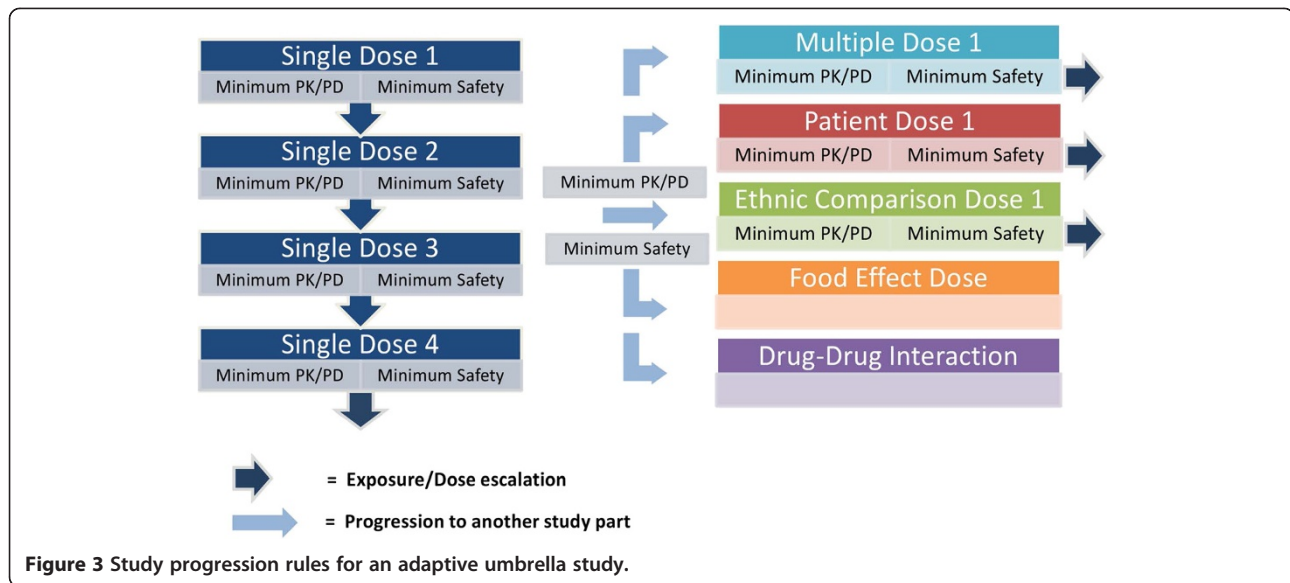 Single Dose 1
Minimum PK/PD Minimum Safety
Single Dose 2
Minimum PK/PD Minimum Safety
Single Dose 3
Minimum PK/PD Minimum Safety
Single Dose 4
Minimum PK/PD Minimum Safety
Minimum PK/PD
Minimum Safety
Multiple Dose 1
Minimum PK/PD Minimum Safety
Patient Dose 1
Minimum PK/PD Minimum Safety
Ethnic Comparison Dose 1
Minimum PK/PD Minimum Safety
Food Effect Dose
Drug-Drug Interaction
= Exposure/Dose escalation
= Progression to another study part
Figure 3 Study progression rules for an adaptive umbrella study.